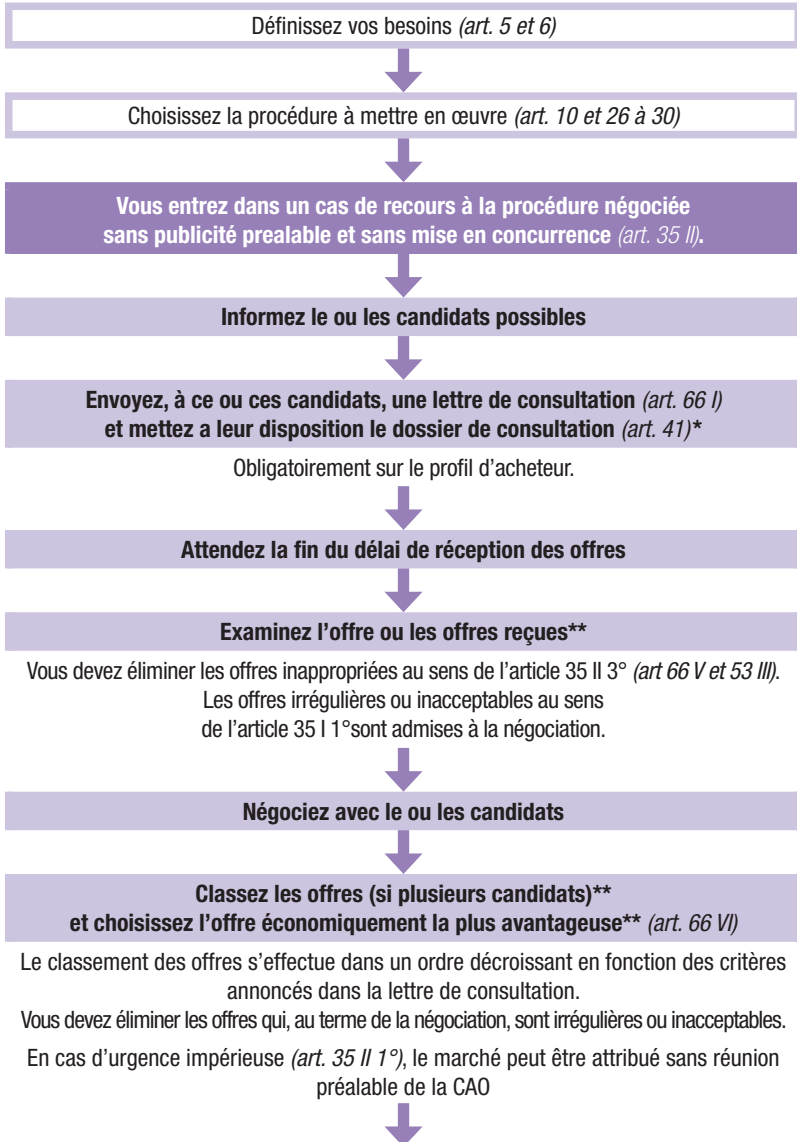 Définissez vos besoins (art. 5 et 6)
Choisissez la procédure à mettre en œuvre (art. 10 et 26 à 30)
Vous entrez dans un cas de recours à la procédure négociée
sans publicité prealable et sans mise en concurrence (art. 35 II).
Informez le ou les candidats possibles
Envoyez, à ce ou ces candidats, une lettre de consultation (art. 66 I)
et mettez a leur disposition le dossier de consultation (art. 41)*
Obligatoirement sur le profil d’acheteur.
Attendez la fin du délai de réception des offres
Examinez l’offre ou les offres reçues**
Vous devez éliminer les offres inappropriées au sens de l’article 35 II 3° (art 66 V et 53 III).
Les offres irrégulières ou inacceptables au sens
de l’article 35 I 1°sont admises à la négociation.
Négociez avec le ou les candidats
Classez les offres (si plusieurs candidats)**
et choisissez l’offre économiquement la plus avantageuse** (art. 66 VI)
Le classement des offres s’effectue dans un ordre décroissant en fonction des critères
annoncés dans la lettre de consultation.
Vous devez éliminer les offres qui, au terme de la négociation, sont irrégulières ou inacceptables.
En cas d’urgence impérieuse (art. 35 II 1°), le marché peut être attribué sans réunion
préalable de la CAO